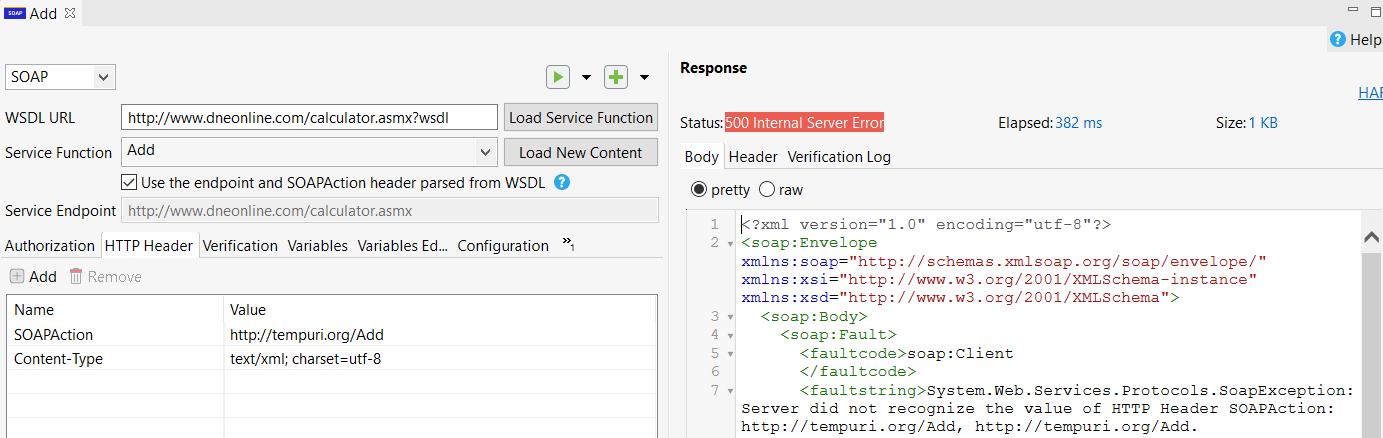 SOAP Add
Help
SOAP
WSDL URL http://www.dneonline.com/calculator.asmx?wsdl Load Service Function
Service Function Add Load New Content
Use the endpoint and SOAPAction header parsed from WSDL ?
Service Endpoint http://www.dneonline.com/calculator.asmx
Authorization HTTP Header Verification Variables Variables Ed... Configuration »1
Add Remove
Name Value
SOAPAction http://tempuri.org/Add
Content-Type text/xml; charset=utf-8
Response
HAR
Status: 500 Internal Server Error Elapsed: 382 ms Size: 1 KB
Body Header Verification Log
pretty raw
1 <?xml version="1.0" encoding="utf-8"?>
2 <soap:Envelope
xmlns:soap="http://schemas.xmlsoap.org/soap/envelope/"
xmlns:xsi="http://www.w3.org/2001/XMLSchema-instance"
xmlns:xsd="http://www.w3.org/2001/XMLSchema">
3 <soap:Body>
4 <soap:Fault>
5 <faultcode>soap:Client
6 </faultcode>
7 <faultstring>System.Web.Services.Protocols.SoapException:
Server did not recognize the value of HTTP Header SOAPAction:
http://tempuri.org/Add, http://tempuri.org/Add.